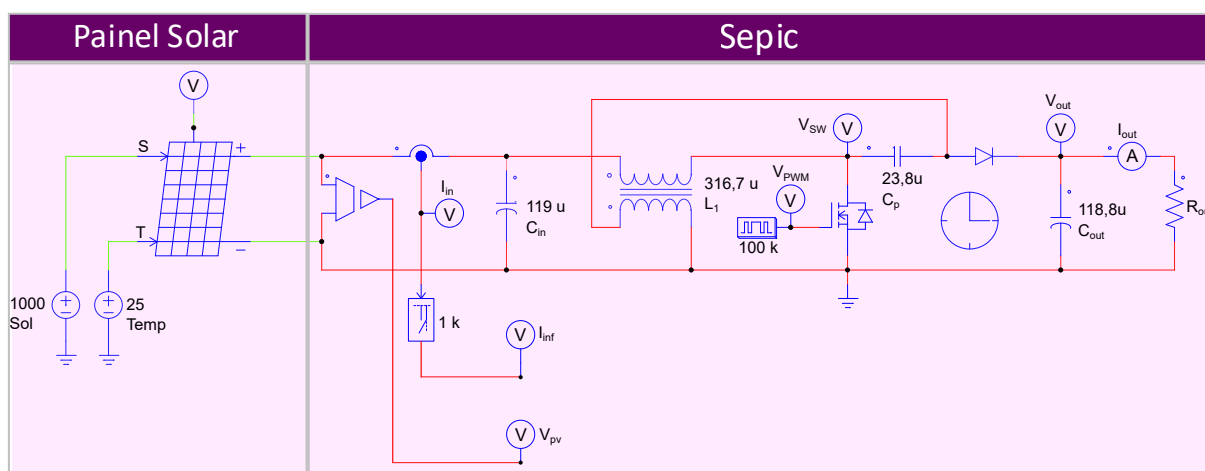 Painel Solar
Sepic
V
S
+
T
−
1000
Sol
25
Temp
I_in
V
119 u
C_in
1 k
V
I_inf
V
V_pv
316,7 u
L_1
V_PWM
V
100 k
V_SW
V
23,8u
C_p
V_out
V
I_out
A
118,8u
C_out